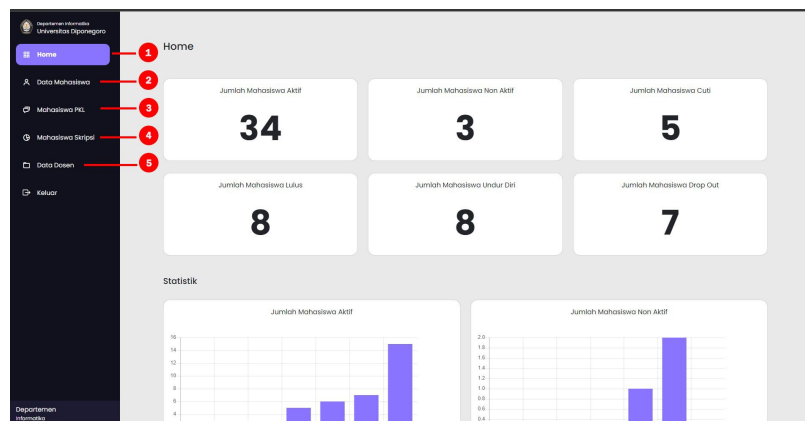 Departemen Informatika
Universitas Diponegoro
Home
1
Data Mahasiswa
2
Mahasiswa PKL
3
Mahasiswa Skripsi
4
Data Dosen
5
Keluar
Departemen
Informatika
Home
Jumlah Mahasiswa Aktif
34
Jumlah Mahasiswa Non Aktif
3
Jumlah Mahasiswa Cuti
5
Jumlah Mahasiswa Lulus
8
Jumlah Mahasiswa Undur Diri
8
Jumlah Mahasiswa Drop Out
7
Statistik
Jumlah Mahasiswa Aktif
16
14
12
10
8
6
4
Jumlah Mahasiswa Non Aktif
2.0
1.8
1.6
1.4
1.2
1.0
0.8
0.6
0.4